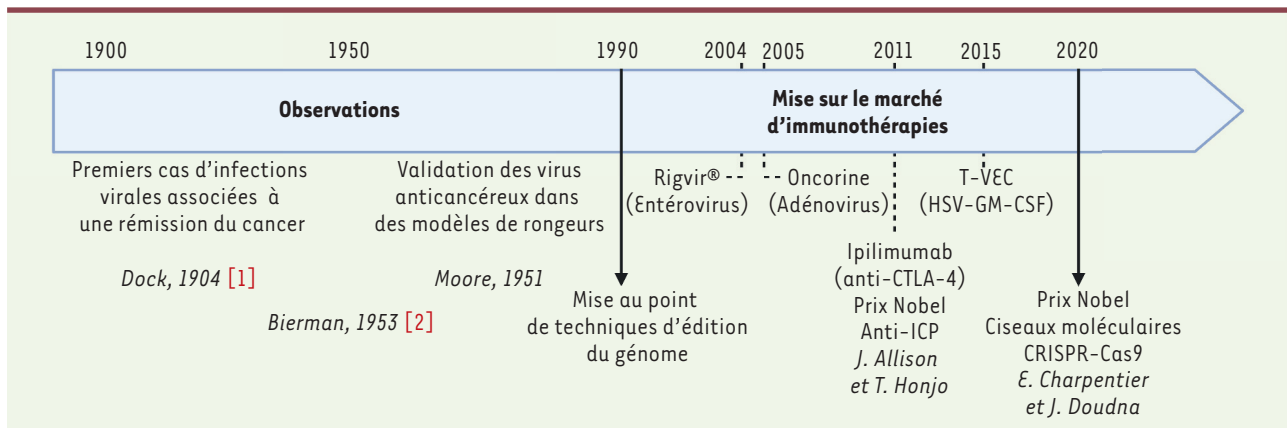 1900 1950 1990 2004 2005 2011 2015 2020
Observations
Mise sur le marché
d'immunothérapies
Premiers cas d'infections
virales associées à
une rémission du cancer
Dock, 1904 [1]
Bierman, 1953 [2]
Validation des virus
anticancéreux dans
des modèles de rongeurs
Moore, 1951
Mise au point
de techniques d'édition
du génome
Rigvir®
(Entérovirus)
Oncorine
(Adénovirus)
Ipilimumab
(anti-CTLA-4)
Prix Nobel
Anti-ICP
J. Allison
et T. Honjo
T-VEC
(HSV-GM-CSF)
Prix Nobel
Ciseaux moléculaires
CRISPR-Cas9
E. Charpentier
et J. Doudna